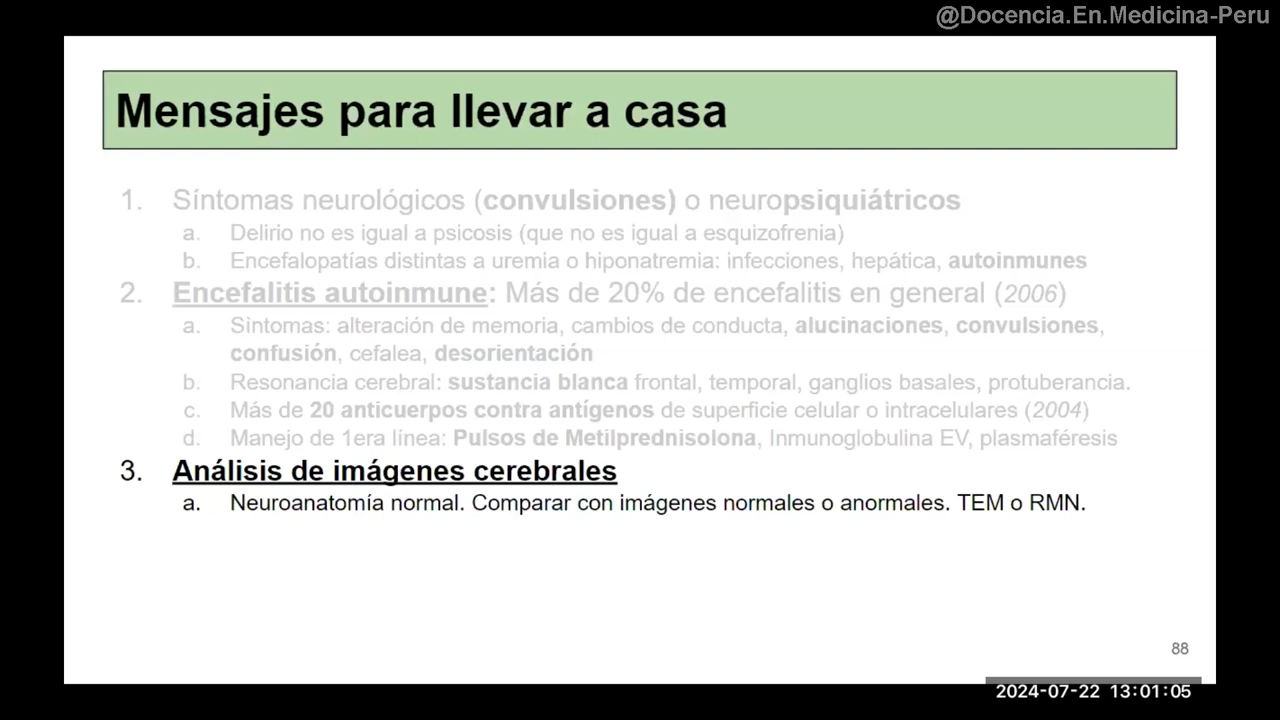 @Docencia.En.Medicina-Peru
Mensajes para llevar a casa
1. Síntomas neurológicos (convulsiones) o neuropsiquiátricos
a. Delirio no es igual a psicosis (que no es igual a esquizofrenia)
b. Encefalopatías distintas a uremia o hiponatremia: infecciones, hepática, autoinmunes
2. Encefalitis autoinmune: Más de 20% de encefalitis en general (2006)
a. Síntomas: alteración de memoria, cambios de conducta, alucinaciones, convulsiones,
confusión, cefalea, desorientación
b. Resonancia cerebral: sustancia blanca frontal, temporal, ganglios basales, protuberancia.
c. Más de 20 anticuerpos contra antígenos de superficie celular o intracelulares (2004)
d. Manejo de 1era línea: Pulsos de Metilprednisolona, Inmunoglobulina EV, plasmaféresis
3. Análisis de imágenes cerebrales
a. Neuroanatomía normal. Comparar con imágenes normales o anormales. TEM o RMN.
88
2024-07-22 13:01:05